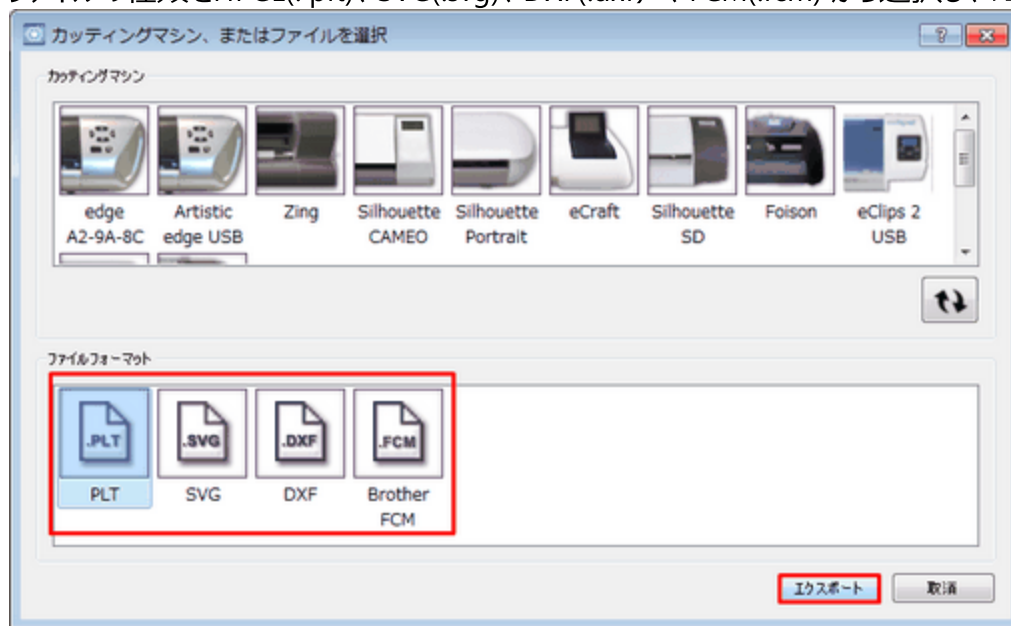 カッティングマシン、またはファイルを選択
カッティングマシン
edge
A2-9A-8C
Artistic
edge USB
Zing
Silhouette
CAMEO
Silhouette
Portrait
eCraft
Silhouette
SD
Foison
eClips 2
USB
ファイルフォーマット
.PLT
.SVG
.DXF
.FCM
PLT
SVG
DXF
Brother
FCM
エクスポート
取消